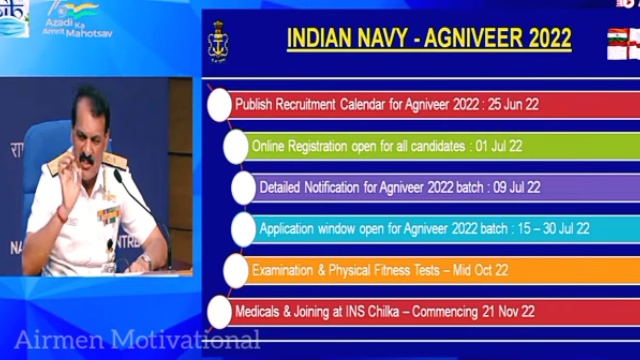 Azadi Ka
Amrit Mahotsav
INDIAN NAVY - AGNIVEER 2022
Publish Recruitment Calendar for Agniveer 2022 : 25 Jun 22
Online Registration open for all candidates : 01 Jul 22
Detailed Notification for Agniveer 2022 batch : 09 Jul 22
Application window open for Agniveer 2022 batch : 15 – 30 Jul 22
Examination & Physical Fitness Tests – Mid Oct 22
Medicals & Joining at INS Chilka – Commencing 21 Nov 22
Airmen Motivational